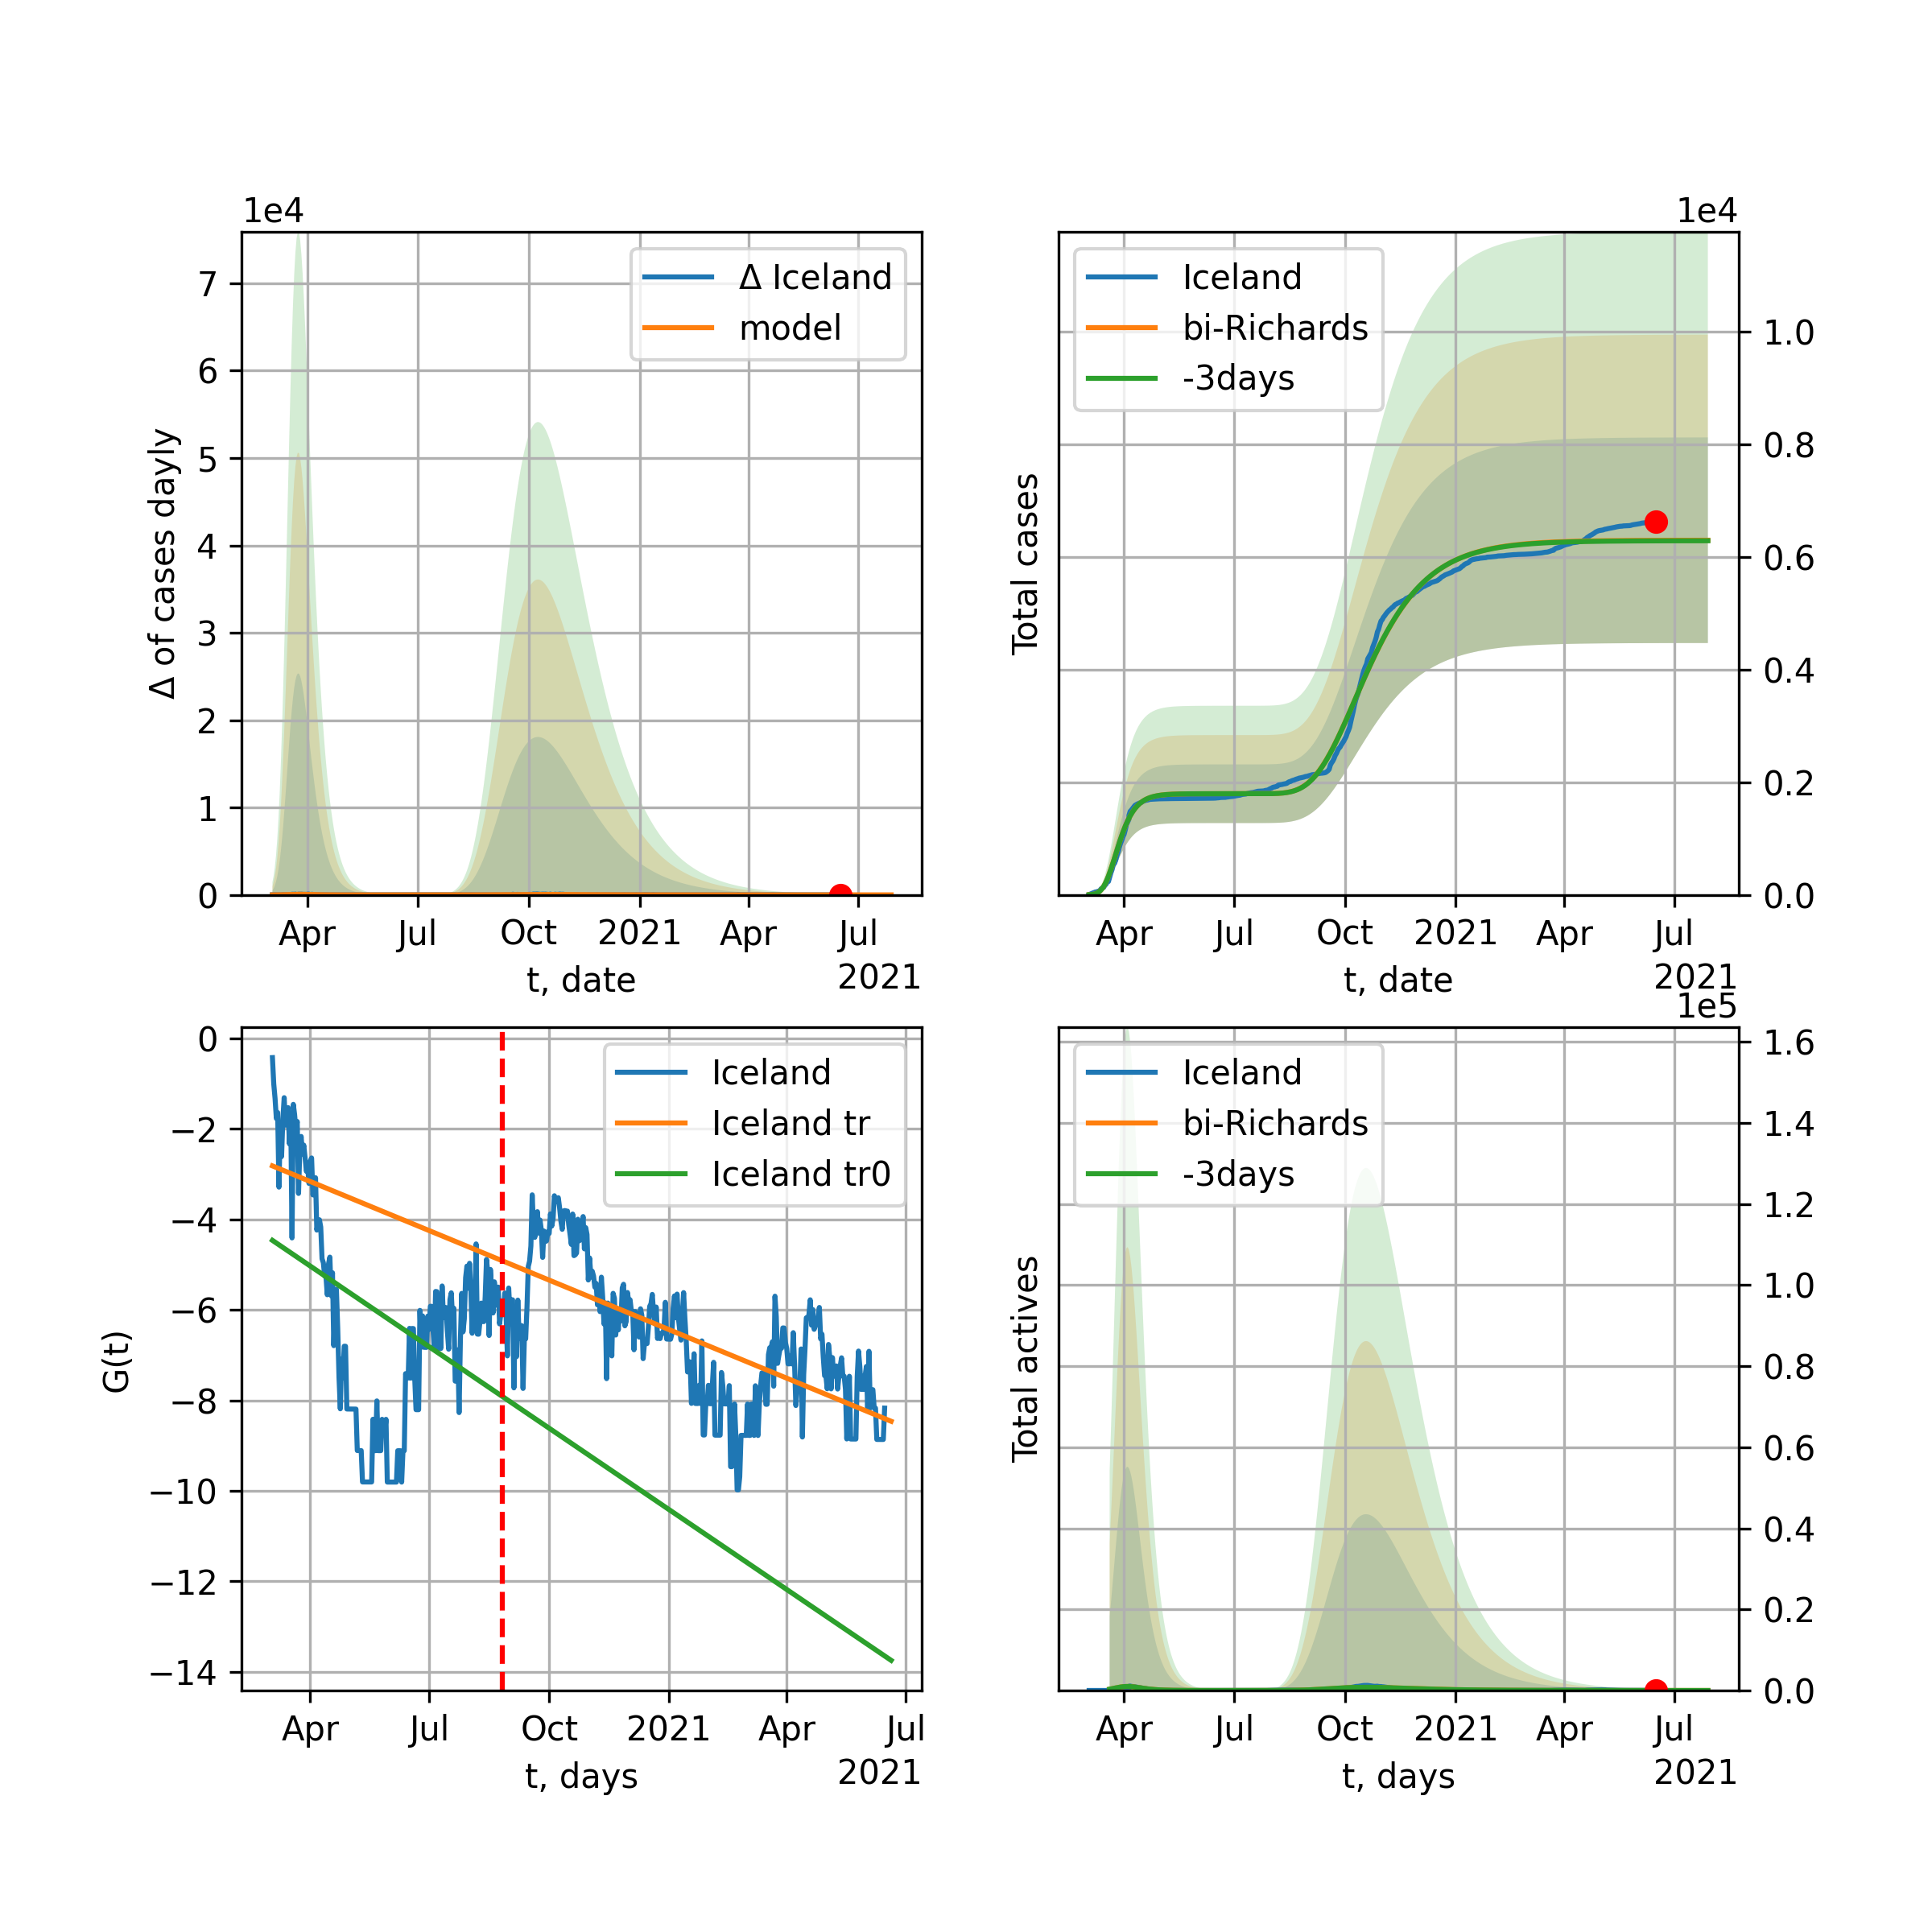 1e4
Δ of cases dayly
7
6
5
4
3
2
1
0
Δ Iceland
model
Apr
Jul
Oct
2021
Apr
Jul
t, date
2021
1e4
Total cases
Iceland
bi-Richards
-3days
1.0
0.8
0.6
0.4
0.2
0.0
Apr
Jul
Oct
2021
Apr
Jul
t, date
2021
G(t)
0
−2
−4
−6
−8
−10
−12
−14
Iceland
Iceland tr
Iceland tr0
Apr
Jul
Oct
2021
Apr
Jul
t, days
2021
1e5
Total actives
Iceland
bi-Richards
-3days
1.6
1.4
1.2
1.0
0.8
0.6
0.4
0.2
0.0
Apr
Jul
Oct
2021
Apr
Jul
t, days
2021